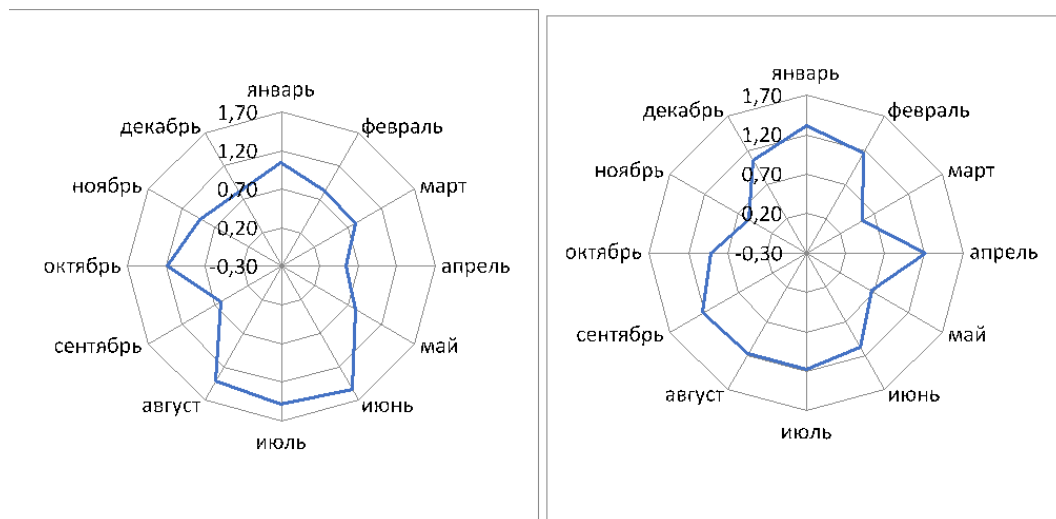 январь
1,70
декабрь
февраль
1,20
ноябрь
0,70
март
0,20
октябрь
-0,30
апрель
сентябрь
май
август
июнь
июль
январь
1,70
декабрь
февраль
1,20
ноябрь
0,70
март
0,20
октябрь
-0,30
апрель
сентябрь
май
август
июнь
июль